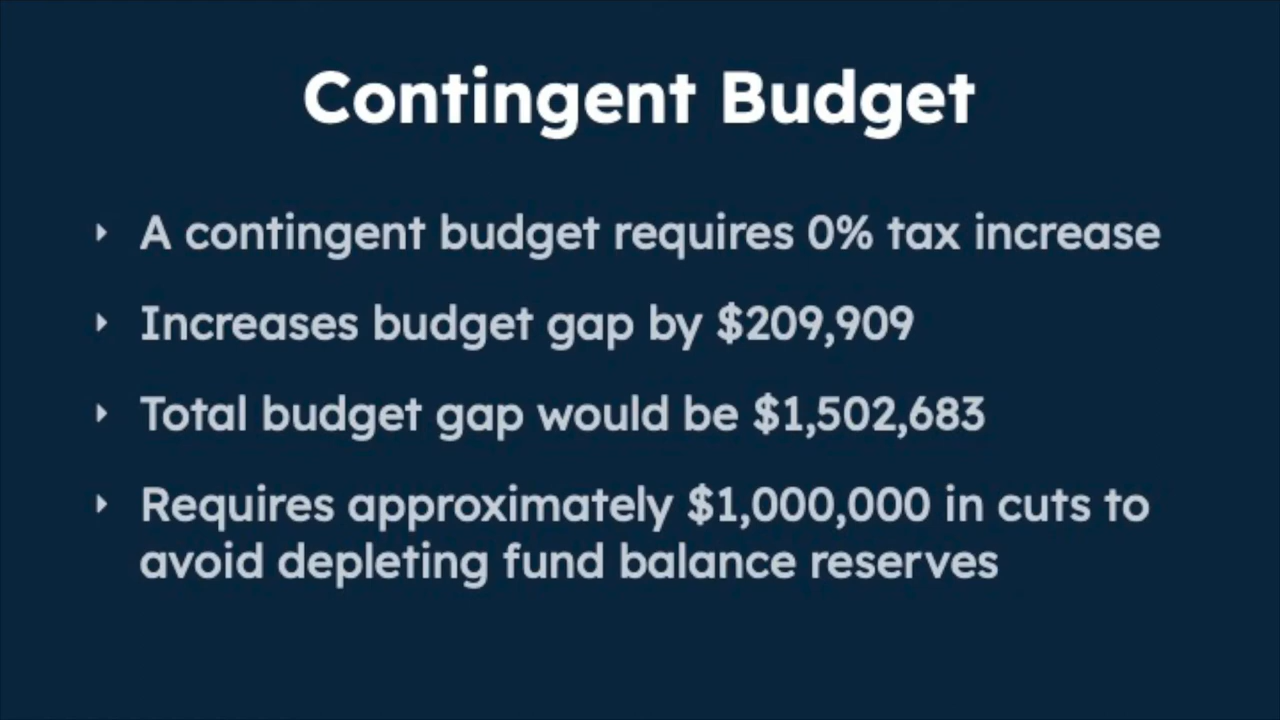 Contingent Budget
‣ A contingent budget requires 0% tax increase
‣ Increases budget gap by $209,909
‣ Total budget gap would be $1,502,683
‣ Requires approximately $1,000,000 in cuts to
avoid depleting fund balance reserves